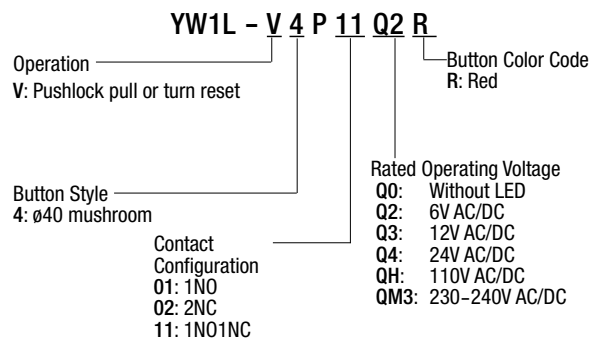 YW1L – V 4 P 11 Q2 R
Operation
V: Pushlock pull or turn reset
Button Color Code
R: Red
Button Style
4: ø40 mushroom
Rated Operating Voltage
Q0: Without LED
Q2: 6V AC/DC
Q3: 12V AC/DC
Q4: 24V AC/DC
QH: 110V AC/DC
QM3: 230–240V AC/DC
Contact
Configuration
01: 1NO
02: 2NC
11: 1NO1NC